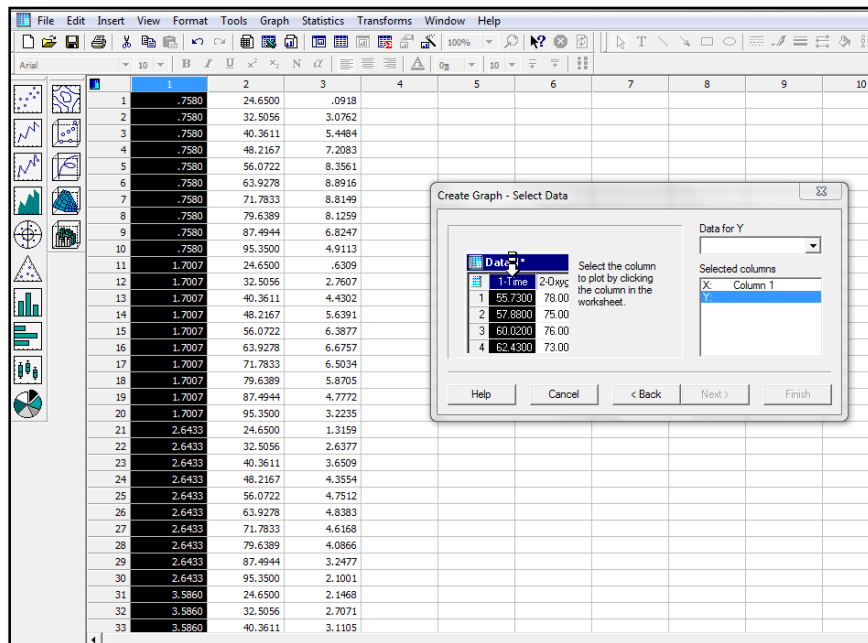 File Edit Insert View Format Tools Graph Statistics Transforms Window Help
100%
Arial 10 B I U x² x₂ N α A 10
1 2 3 4 5 6 7 8 9 10
1 .7580 24.6500 .0918
2 .7580 32.5056 3.0762
3 .7580 40.3611 5.4484
4 .7580 48.2167 7.2083
5 .7580 56.0722 8.3561
6 .7580 63.9278 8.8916
7 .7580 71.7833 8.8149
8 .7580 79.6389 8.1259
9 .7580 87.4944 6.8247
10 .7580 95.3500 4.9113
11 1.7007 24.6500 .6309
12 1.7007 32.5056 2.7607
13 1.7007 40.3611 4.4302
14 1.7007 48.2167 5.6391
15 1.7007 56.0722 6.3877
16 1.7007 63.9278 6.6757
17 1.7007 71.7833 6.5034
18 1.7007 79.6389 5.8705
19 1.7007 87.4944 4.7772
20 1.7007 95.3500 3.2235
21 2.6433 24.6500 1.3159
22 2.6433 32.5056 2.6377
23 2.6433 40.3611 3.6509
24 2.6433 48.2167 4.3554
25 2.6433 56.0722 4.7512
26 2.6433 63.9278 4.8383
27 2.6433 71.7833 4.6168
28 2.6433 79.6389 4.0866
29 2.6433 87.4944 3.2477
30 2.6433 95.3500 2.1001
31 3.5860 24.6500 2.1468
32 3.5860 32.5056 2.7071
33 3.5860 40.3611 3.1105
Create Graph - Select Data
Data 1*
1-Time 2-Oxyg
1 55.7300 78.00
2 57.8800 75.00
3 60.0200 76.00
4 62.4300 73.00
Select the column
to plot by clicking
the column in the
worksheet.
Data for Y
Selected columns
X: Column 1
Y:
Help Cancel < Back Next > Finish